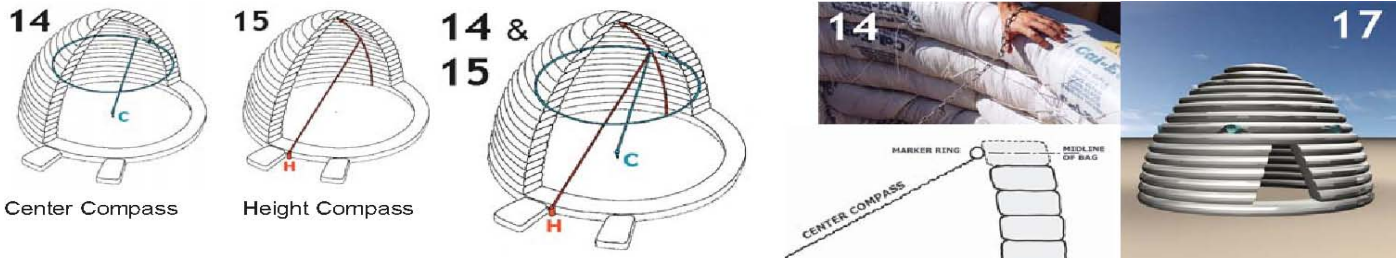 14
C
Center Compass
15
H
Height Compass
14 &
15
C
H
14
MARKER RING
MIDLINE
OF BAG
CENTER COMPASS
17